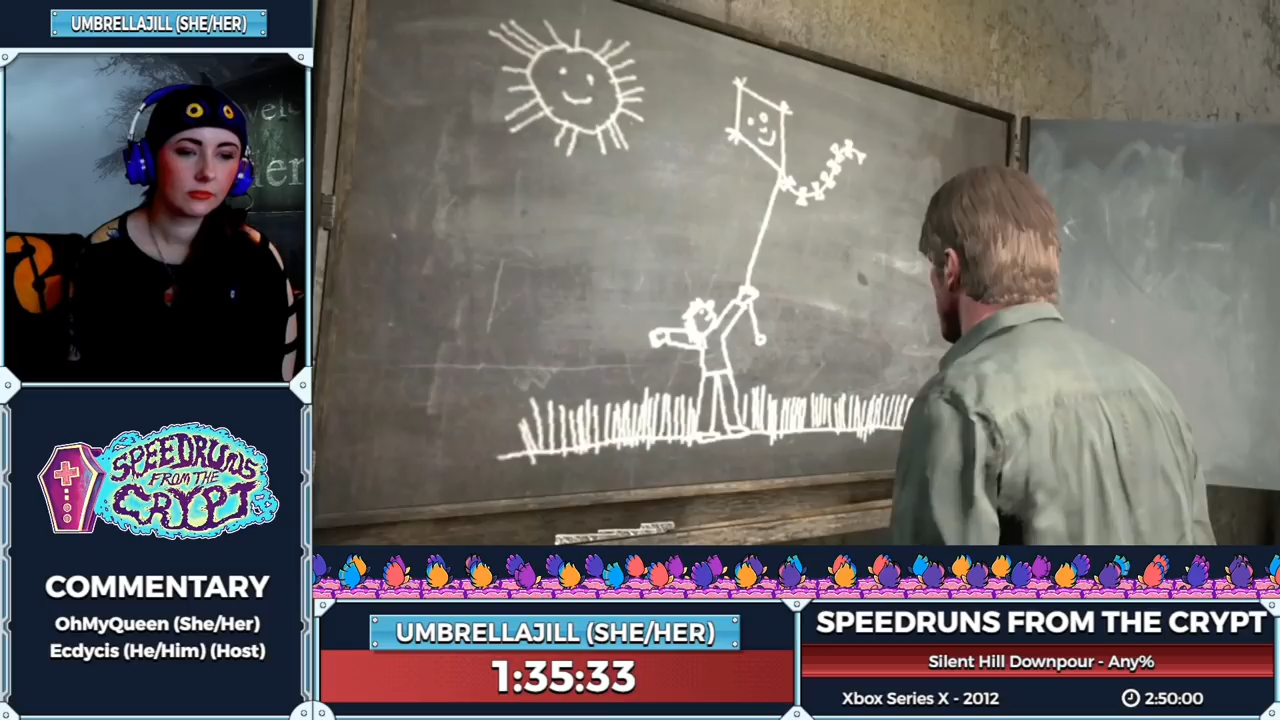 UMBRELLAJILL (SHE/HER)
SPEEDRUNS
FROM THE
CRYPT
COMMENTARY
OhMyQueen (She/Her)
Ecdycis (He/Him) (Host)
UMBRELLAJILL (SHE/HER)
1:35:33
SPEEDRUNS FROM THE CRYPT
Silent Hill Downpour - Any%
Xbox Series X - 2012
2:50:00